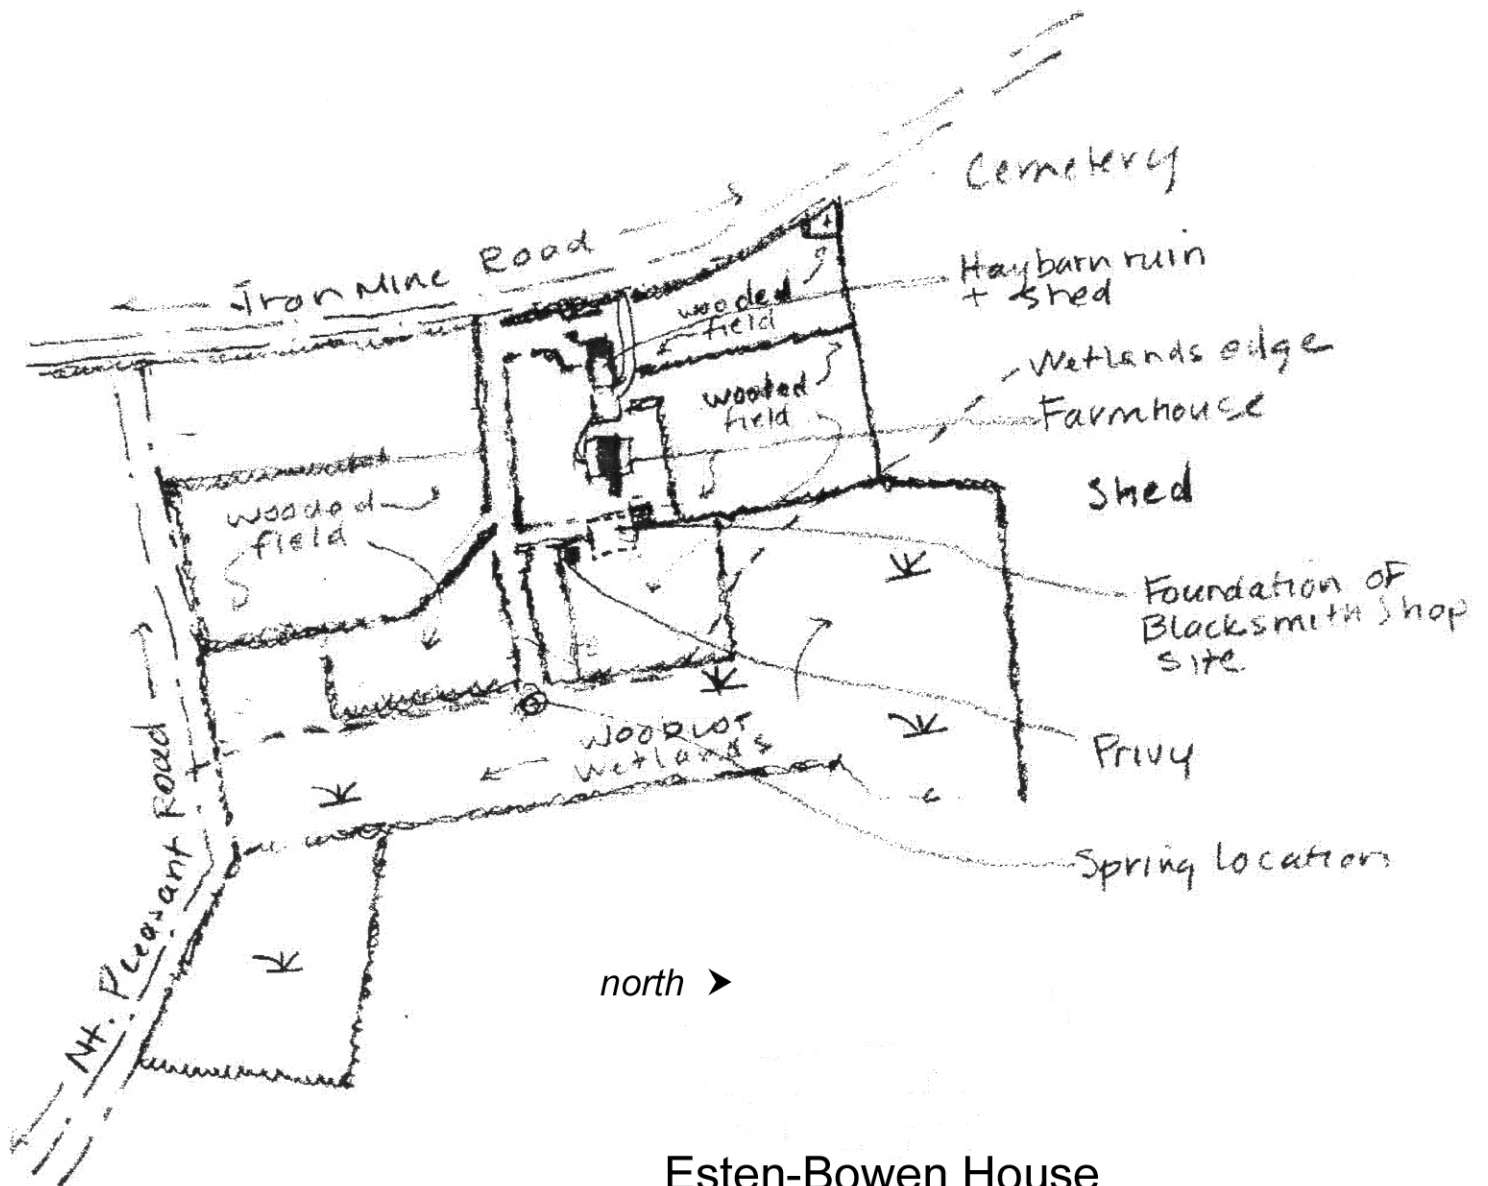 Cemetery
Iron Mine Road
Haybarn ruin
+ shed
wooded
field
Wetlands edge
wooded
field
Farmhouse
Shed
wooded
field
Foundation of
Blacksmith Shop
Site
Woodlot
Wetlands
Privy
Mt. Pleasant Road
Spring location
north
Esten-Bowen House